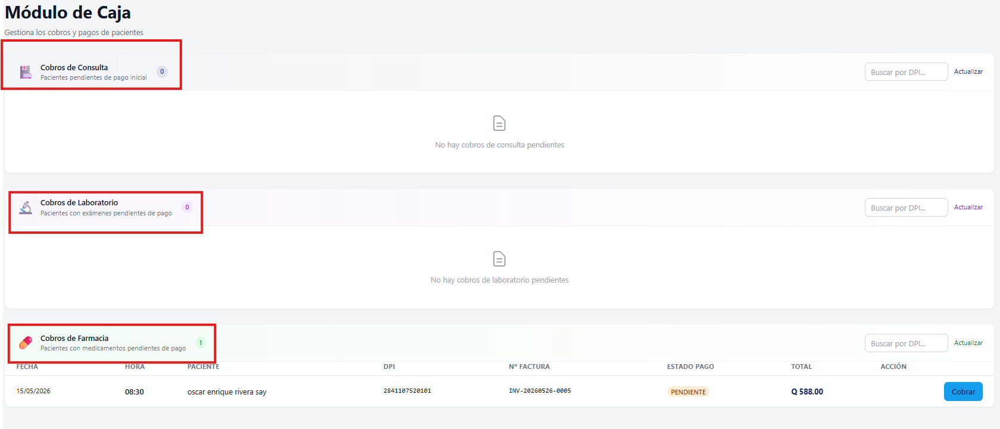 Módulo de Caja
Gestiona los cobros y pagos de pacientes
Cobros de Consulta
Pacientes pendientes de pago inicial
0
Buscar por DPI...
Actualizar
No hay cobros de consulta pendientes
Cobros de Laboratorio
Pacientes con exámenes pendientes de pago
0
Buscar por DPI...
Actualizar
No hay cobros de laboratorio pendientes
Cobros de Farmacia
Pacientes con medicamentos pendientes de pago
1
Buscar por DPI...
Actualizar
FECHA HORA PACIENTE DPI Nº FACTURA ESTADO PAGO TOTAL ACCIÓN
15/05/2026 08:30 oscar enrique rivera say 2841107520101 INV-20260526-0005 PENDIENTE Q 588.00 Cobrar